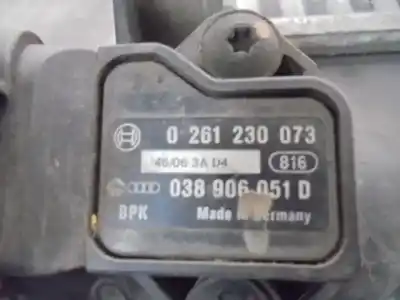 0 261 230 073
46/06 3A D4 816
038 906 051 D
BPK Made in Germany